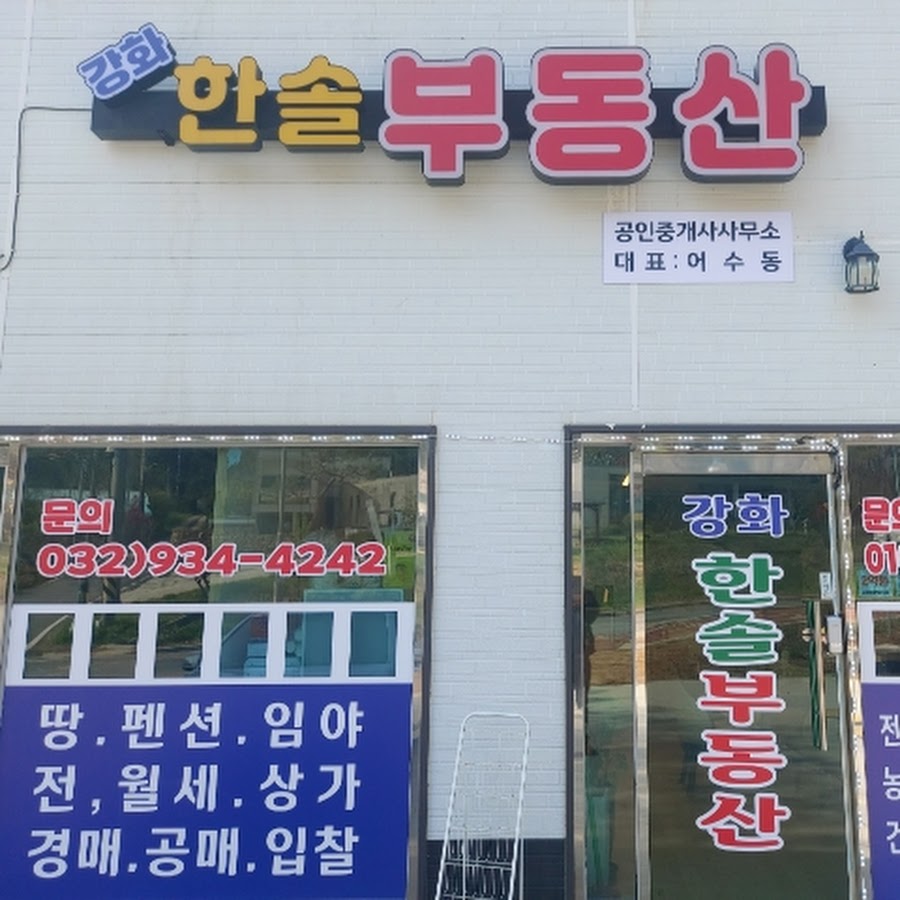 강화 한솔부동산
공인중개사사무소
대표:어수동
문의
032)934-4242
땅.펜션.임야
전,월세.상가
경매.공매.입찰
강화
한솔부동산